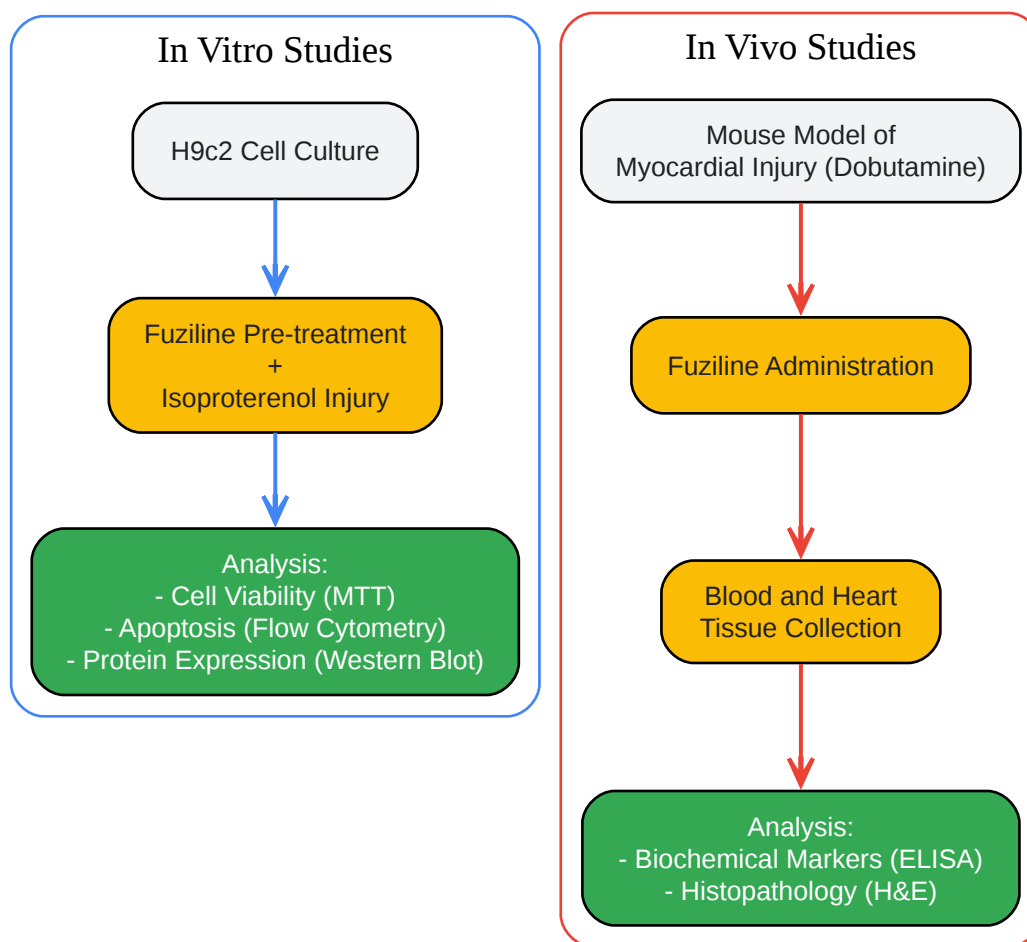 In Vitro Studies
H9c2 Cell Culture
Fuziline Pre-treatment
+
Isoproterenol Injury
Analysis:
- Cell Viability (MTT)
- Apoptosis (Flow Cytometry)
- Protein Expression (Western Blot)
In Vivo Studies
Mouse Model of
Myocardial Injury (Dobutamine)
Fuziline Administration
Blood and Heart
Tissue Collection
Analysis:
- Biochemical Markers (ELISA)
- Histopathology (H&E)